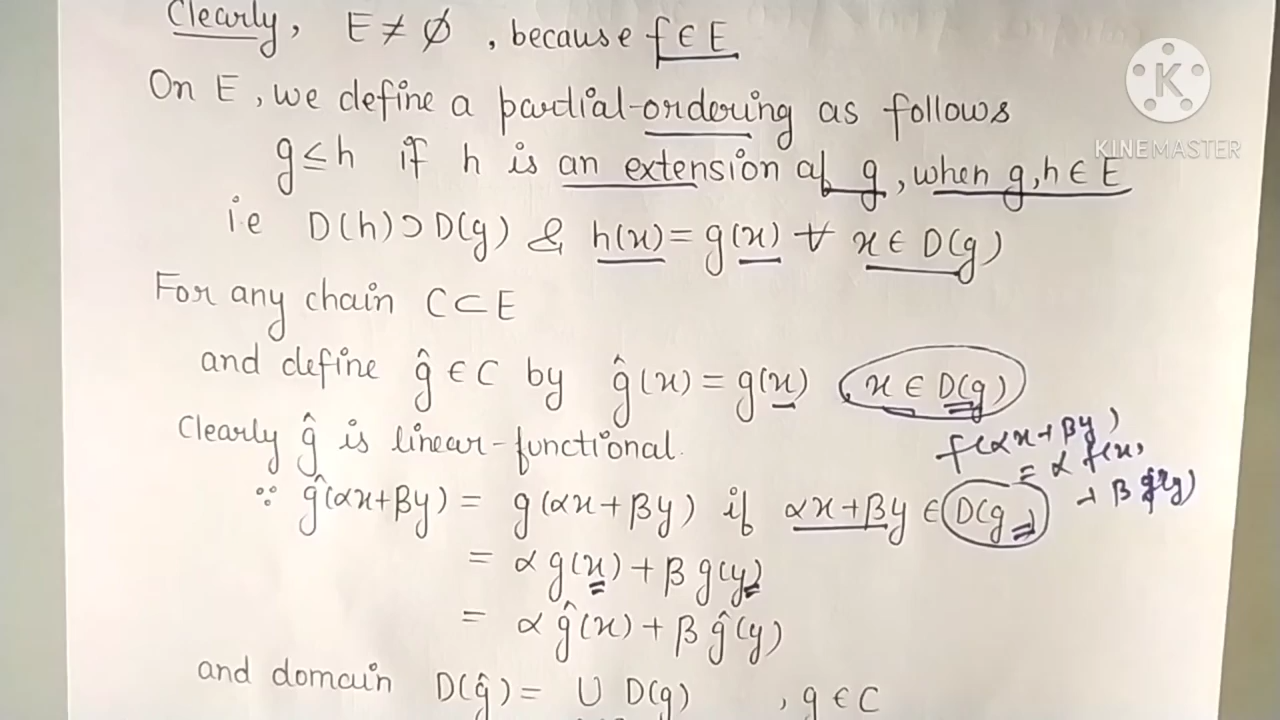 Clearly, E ≠ ∅, because f ∈ E
On E, we define a partial-ordering as follows
K
KINEMASTER
g ≤ h if h is an extension of g, when g, h ∈ E
i.e D(h) ⊃ D(g) & h(x) = g(x) ∀ x ∈ D(g)
For any chain C ⊂ E
and define ĝ ∈ C by ĝ(x) = g(x) x ∈ D(g)
Clearly ĝ is linear-functional.
f(αx+βy)
= α f(x)
∵ ĝ(αx+βy) = g(αx+βy) if αx+βy ∈ D(g)
= α g(x) + β g(y)
= α ĝ(x) + β ĝ(y)
and domain D(ĝ) = ∪ D(g), g ∈ C